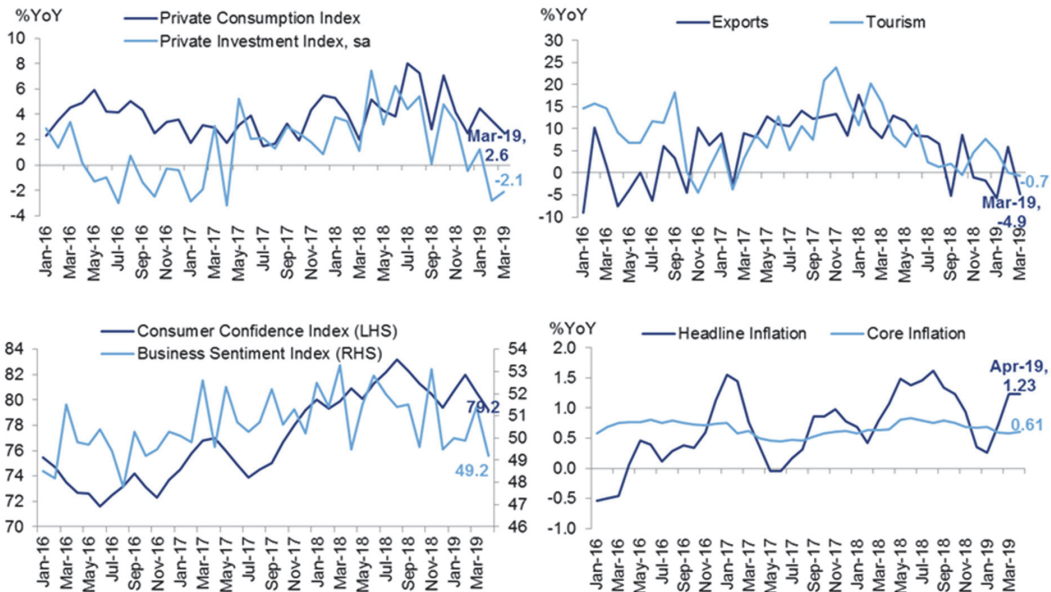 %YoY
Private Consumption Index
Private Investment Index, sa
10
8
6
4
2
0
-2
-4
Mar-19,
2.6
-2.1
Jan-16
Mar-16
May-16
Jul-16
Sep-16
Nov-16
Jan-17
Mar-17
May-17
Jul-17
Sep-17
Nov-17
Jan-18
Mar-18
May-18
Jul-18
Sep-18
Nov-18
Jan-19
Mar-19
%YoY
Exports
Tourism
30
25
20
15
10
5
0
-5
-10
-0.7
Mar-19,
-4.9
Jan-16
Mar-16
May-16
Jul-16
Sep-16
Nov-16
Jan-17
Mar-17
May-17
Jul-17
Sep-17
Nov-17
Jan-18
Mar-18
May-18
Jul-18
Sep-18
Nov-18
Jan-19
Mar-19
Consumer Confidence Index (LHS)
Business Sentiment Index (RHS)
84
82
80
78
76
74
72
70
54
53
52
51
50
49
48
47
46
79.2
49.2
Jan-16
Mar-16
May-16
Jul-16
Sep-16
Nov-16
Jan-17
Mar-17
May-17
Jul-17
Sep-17
Nov-17
Jan-18
Mar-18
May-18
Jul-18
Sep-18
Nov-18
Jan-19
Mar-19
%YoY
Headline Inflation
Core Inflation
2.0
1.5
1.0
0.5
0.0
-0.5
-1.0
Apr-19,
1.23
0.61
Jan-16
Mar-16
May-16
Jul-16
Sep-16
Nov-16
Jan-17
Mar-17
May-17
Jul-17
Sep-17
Nov-17
Jan-18
Mar-18
May-18
Jul-18
Sep-18
Nov-18
Jan-19
Mar-19